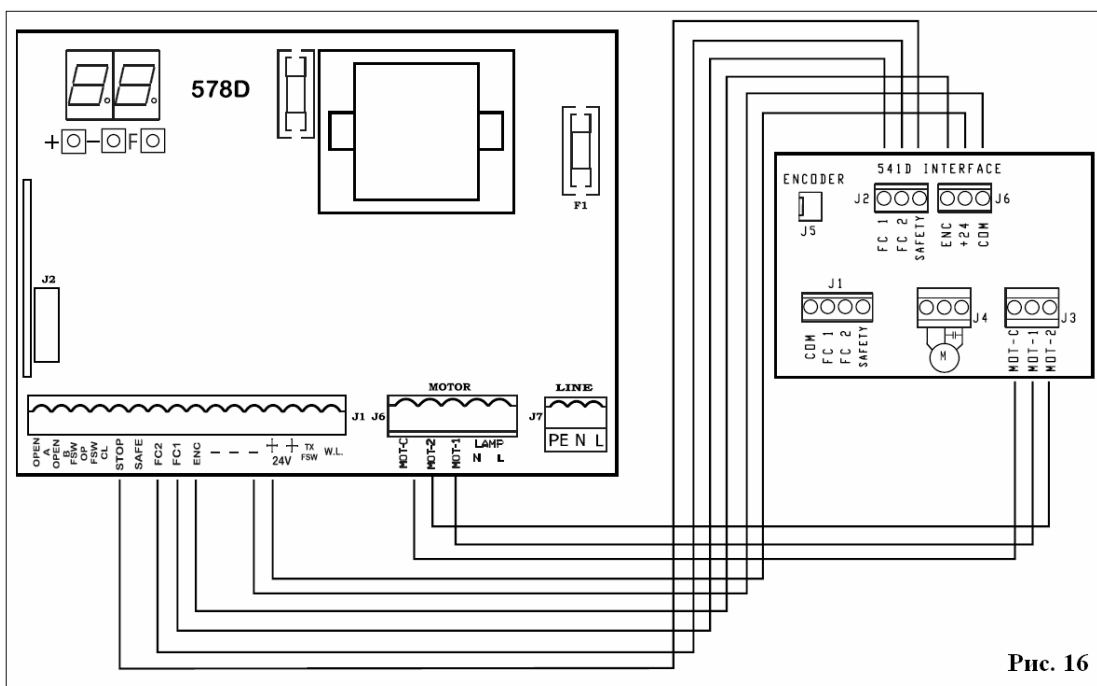 578D
+ - F
F1
J2
J1
OPEN A
OPEN B
FSW OP
FSW CL
STOP
SAFE
FC2
FC1
ENC
- - -
+ +
24V
TX FSW
W.L.
MOTOR
J6
MOT-C
MOT-2
MOT-1
LAMP
N L
LINE
J7
PE N L
541D INTERFACE
ENCODER
J5
J2
FC 1
FC 2
SAFETY
J6
ENC
+24
COM
J1
COM
FC 1
FC 2
SAFETY
J4
M
J3
MOT-C
MOT-1
MOT-2
Рис. 16